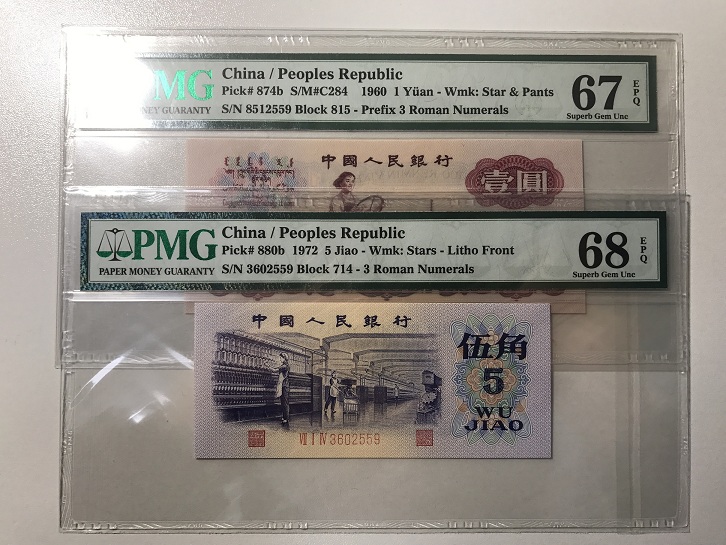 PMG
China / Peoples Republic
Pick# 874b S/M#C284 1960 1 Yüan - Wmk: Star & Pants
S/N 8512559 Block 815 - Prefix 3 Roman Numerals
NEY GUARANTY
67 EPQ
Superb Gem Unc
中國人民銀行
壹圓
PMG
PAPER MONEY GUARANTY
China / Peoples Republic
Pick# 880b 1972 5 Jiao - Wmk: Stars - Litho Front
S/N 3602559 Block 714 - 3 Roman Numerals
68 EPQ
Superb Gem Unc
中國人民銀行
伍角
5
WU
JIAO
VII I IV 3602559